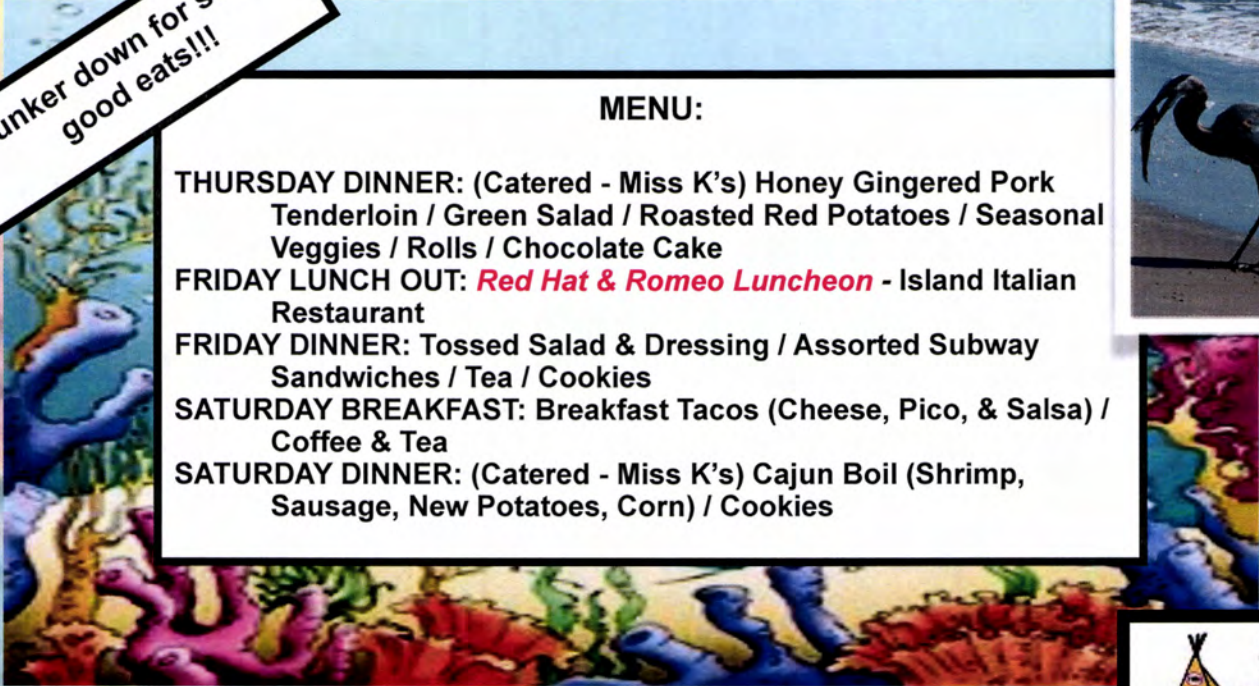 down for
good eats!!!
MENU:
THURSDAY DINNER: (Catered - Miss K's) Honey Gingered Pork
Tenderloin / Green Salad / Roasted Red Potatoes / Seasonal
Veggies / Rolls / Chocolate Cake
FRIDAY LUNCH OUT: Red Hat & Romeo Luncheon - Island Italian
Restaurant
FRIDAY DINNER: Tossed Salad & Dressing / Assorted Subway
Sandwiches / Tea / Cookies
SATURDAY BREAKFAST: Breakfast Tacos (Cheese, Pico, & Salsa) /
Coffee & Tea
SATURDAY DINNER: (Catered - Miss K's) Cajun Boil (Shrimp,
Sausage, New Potatoes, Corn) / Cookies